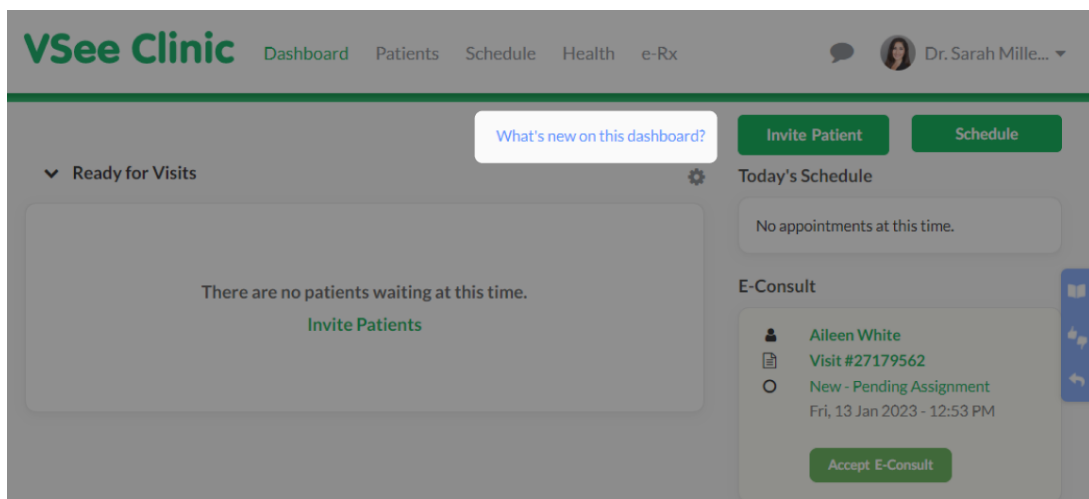 VSee Clinic Dashboard Patients Schedule Health e-Rx Dr. Sarah Mille...
What's new on this dashboard?
Invite Patient Schedule
Ready for Visits
Today's Schedule
No appointments at this time.
There are no patients waiting at this time.
Invite Patients
E-Consult
Aileen White
Visit #27179562
New - Pending Assignment
Fri, 13 Jan 2023 - 12:53 PM
Accept E-Consult